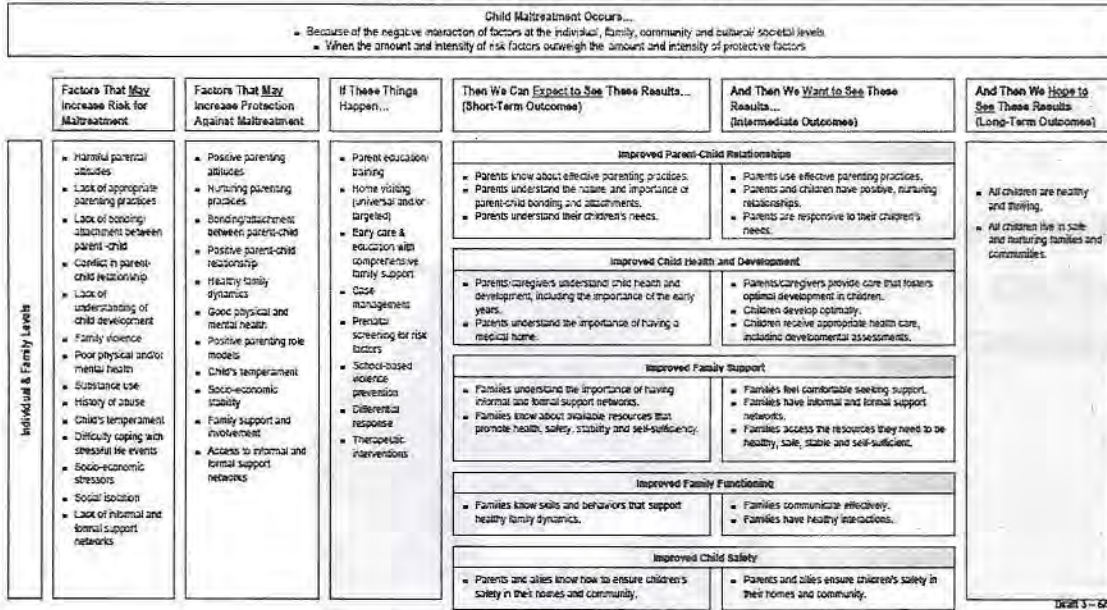 Child Maltreatment Occurs...
▪ Because of the negative interaction of factors at the individual, family, community and cultural/ societal levels
▪ When the amount and intensity of risk factors outweigh the amount and intensity of protective factors
Factors That May
Increase Risk for
Maltreatment
Factors That May
Increase Protection
Against Maltreatment
If These Things
Happen...
Then We Can Expect to See These Results...
(Short-Term Outcomes)
And Then We Want to See These
Results...
(Intermediate Outcomes)
And Then We Hope to
See These Results
(Long-Term Outcomes)
Individual & Family Levels
▪ Harmful parental
attitudes
▪ Lack of appropriate
parenting practices
▪ Lack of bonding/
attachment between
parent -child
▪ Conflict in parent-
child relationship
▪ Lack of
understanding of
child development
▪ Family violence
▪ Poor physical and/or
mental health
▪ Substance use
▪ History of abuse
▪ Child's temperament
▪ Difficulty coping with
stressful life events
▪ Socio-economic
stressors
▪ Social isolation
▪ Lack of informal and
formal support
networks
▪ Positive parenting
attitudes
▪ Nurturing parenting
practices
▪ Bonding/attachment
between parent-child
▪ Positive parent-child
relationship
▪ Healthy family
dynamics
▪ Good physical and
mental health
▪ Positive parenting role
models
▪ Child's temperament
▪ Socio-economic
stability
▪ Family support and
involvement
▪ Access to informal and
formal support
networks
▪ Parent education/
training
▪ Home visiting
(universal and/or
targeted)
▪ Early care &
education with
comprehensive
family support
▪ Case
management
▪ Prenatal
screening for risk
factors
▪ School-based
violence
prevention
▪ Differential
response
▪ Therapeutic
interventions
Improved Parent-Child Relationships
▪ Parents know about effective parenting practices.
▪ Parents understand the nature and importance of
parent-child bonding and attachments.
▪ Parents understand their children's needs.
▪ Parents use effective parenting practices.
▪ Parents and children have positive, nurturing
relationships.
▪ Parents are responsive to their children's
needs.
Improved Child Health and Development
▪ Parents/caregivers understand child health and
development, including the importance of the early
years.
▪ Parents understand the importance of having a
medical home.
▪ Parents/caregivers provide care that fosters
optimal development in children.
▪ Children develop optimally.
▪ Children receive appropriate health care,
including developmental assessments.
Improved Family Support
▪ Families understand the importance of having
informal and formal support networks.
▪ Families know about available resources that
promote health, safety, stability and self-sufficiency.
▪ Families feel comfortable seeking support.
▪ Families have informal and formal support
networks.
▪ Families access the resources they need to be
healthy, safe, stable and self-sufficient.
Improved Family Functioning
▪ Families know skills and behaviors that support
healthy family dynamics.
▪ Families communicate effectively.
▪ Families have healthy interactions.
Improved Child Safety
▪ Parents and allies know how to ensure children's
safety in their homes and community.
▪ Parents and allies ensure children's safety in
their homes and community.
▪ All children are healthy
and thriving.
▪ All children live in safe
and nurturing families and
communities.
Draft 3 –